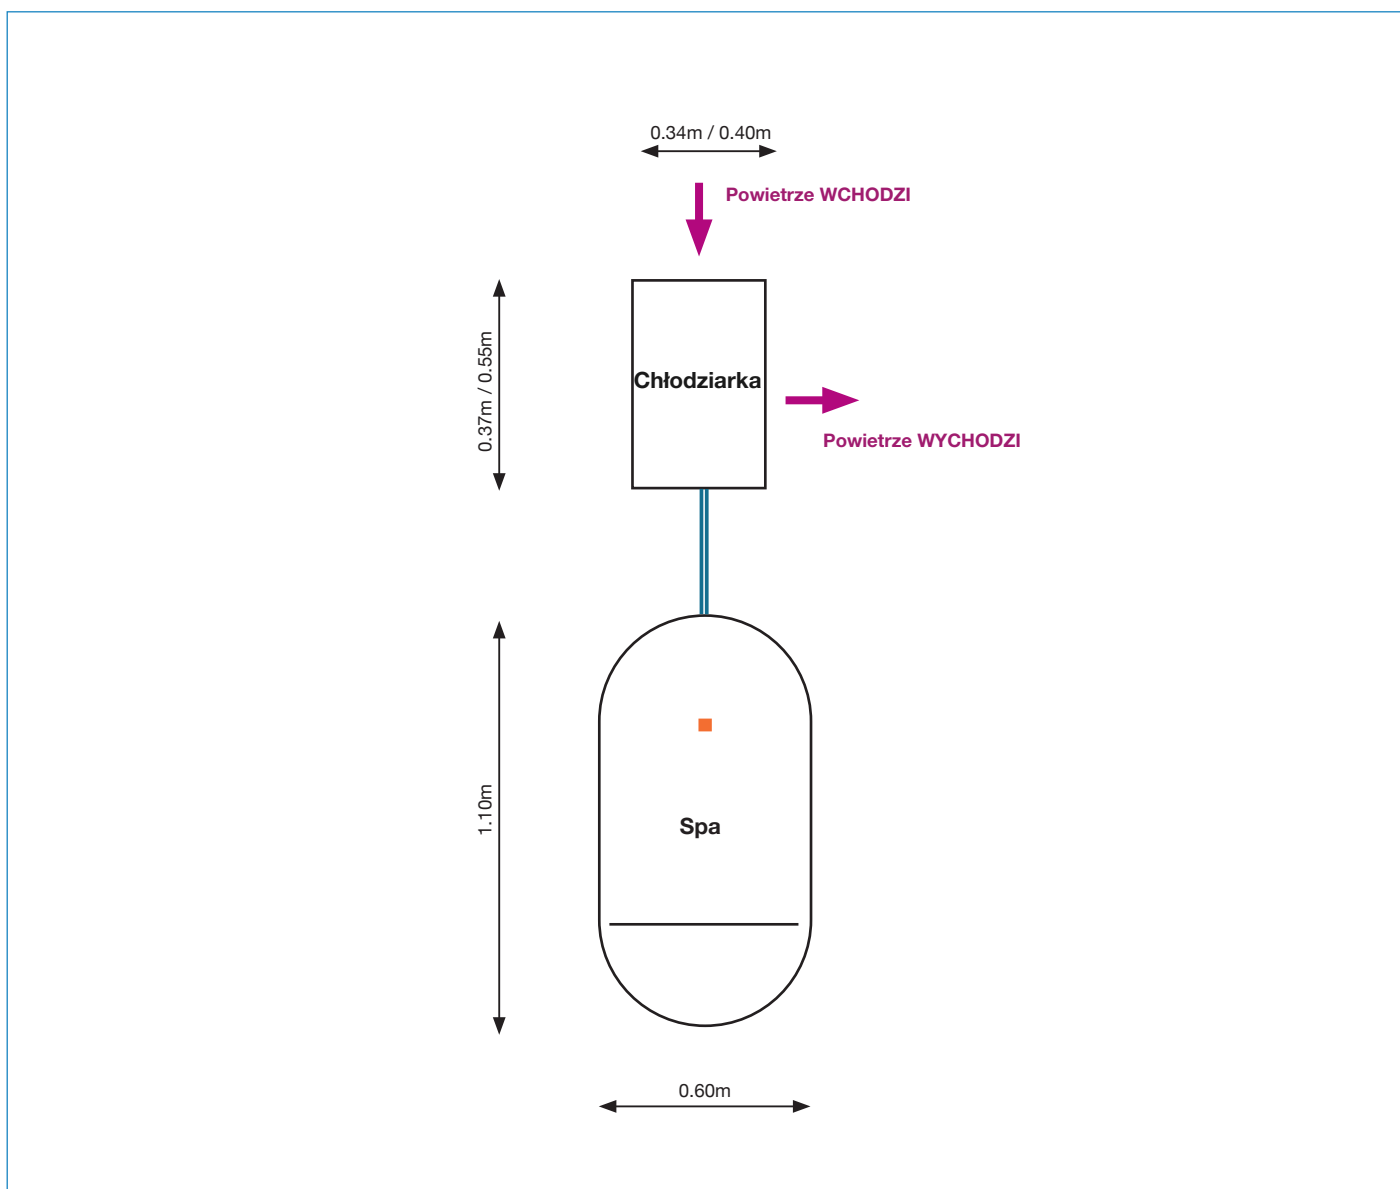 0.34m / 0.40m
Powietrze WCHODZI
0.37m / 0.55m
Chłodziarka
Powietrze WYCHODZI
1.10m
Spa
0.60m